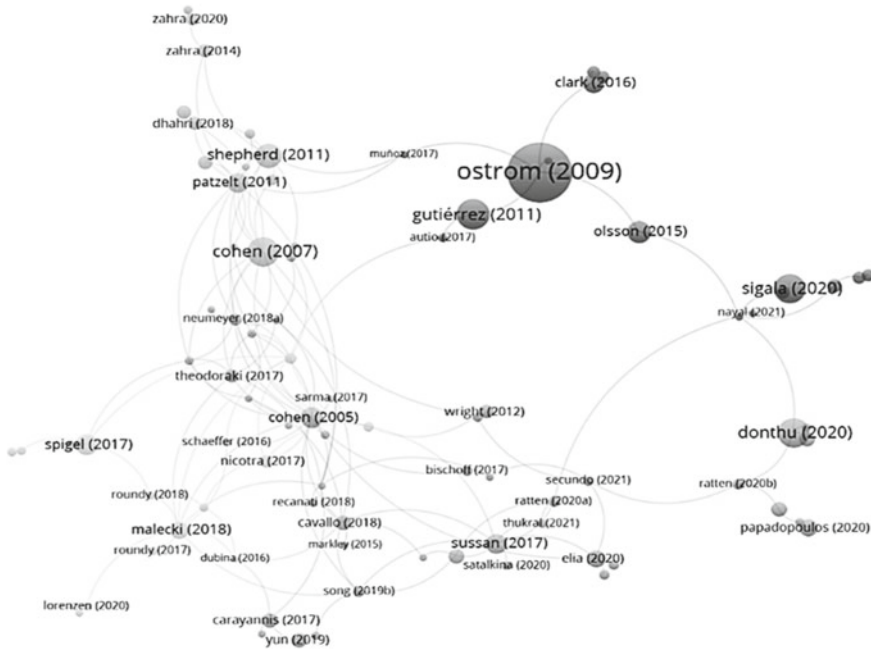 zahra (2020)
zahra (2014)
clark (2016)
dhahri (2018)
shepherd (2011)
muñoz (2017)
ostrom (2009)
patzelt (2011)
gutiérrez (2011)
autio (2017)
olsson (2015)
cohen (2007)
sigala (2020)
nayal (2021)
neumeyer (2018a)
theodoraki (2017)
sarma (2017)
cohen (2005)
wright (2012)
donthu (2020)
spigel (2017)
schaeffer (2016)
nicotra (2017)
bischoff (2017)
secundo (2021)
ratten (2020b)
roundy (2018)
recanati (2018)
ratten (2020a)
malecki (2018)
cavallo (2018)
thukral (2021)
papadopoulos (2020)
roundy (2017)
dubina (2016)
markley (2015)
sussan (2017)
satalkina (2020)
elia (2020)
song (2019b)
lorenzen (2020)
carayannis (2017)
yun (2019)